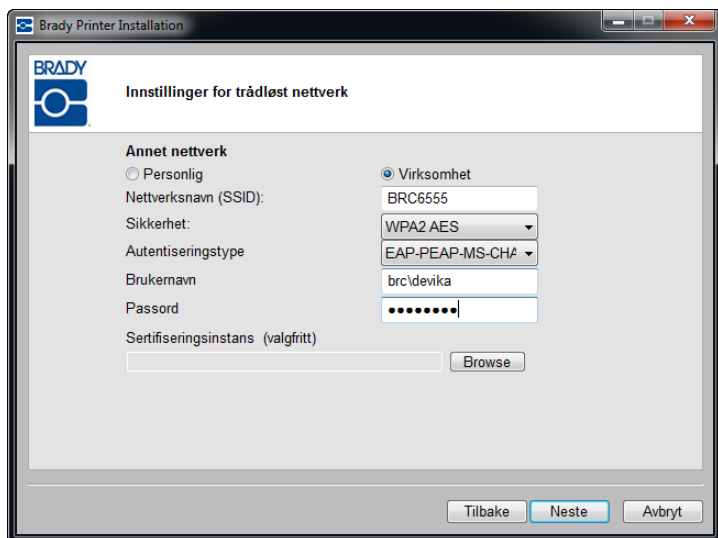 Brady Printer Installation
BRADY
Innstillinger for trådløst nettverk
Annet nettverk
Personlig Virksomhet
Nettverksnavn (SSID): BRC6555
Sikkerhet: WPA2 AES
Autentiseringstype EAP-PEAP-MS-CHA
Brukernavn brc\devika
Passord ••••••••
Sertifiseringsinstans (valgfritt)
Browse
Tilbake Neste Avbryt